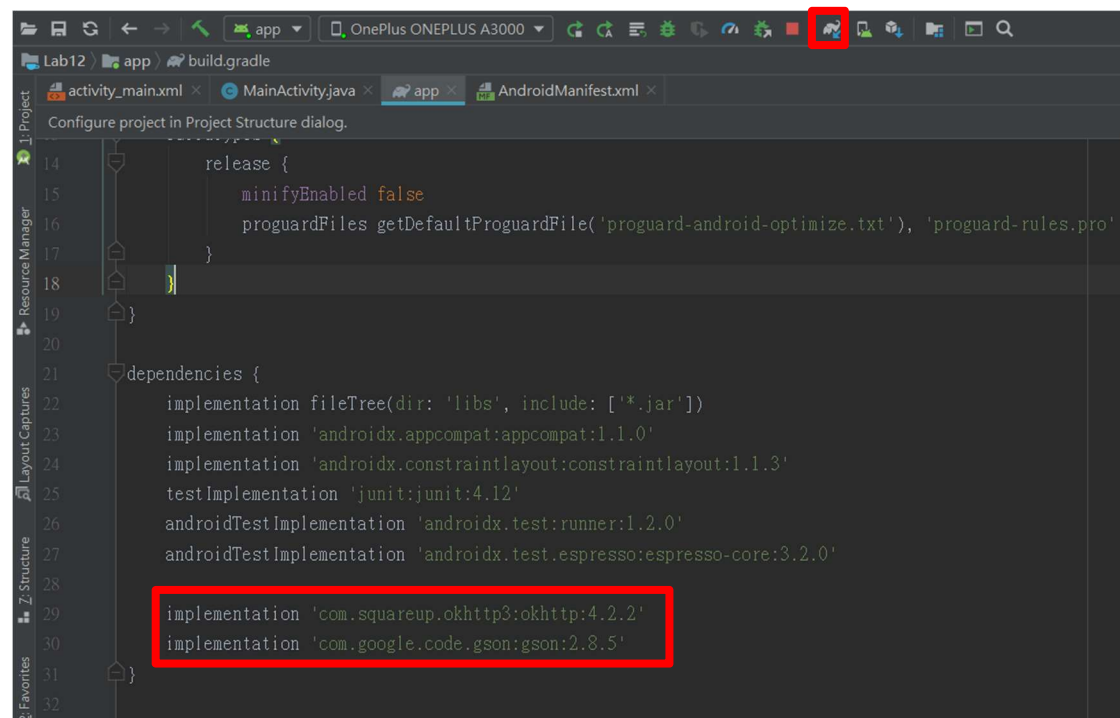 app
OnePlus ONEPLUS A3000
Lab12 app build.gradle
activity_main.xml MainActivity.java app AndroidManifest.xml
Configure project in Project Structure dialog.
1: Project
Resource Manager
Layout Captures
Z: Structure
2: Favorites
14 release {
15 minifyEnabled false
16 proguardFiles getDefaultProguardFile('proguard-android-optimize.txt'), 'proguard-rules.pro'
17 }
18 }
19 }
20
21 dependencies {
22 implementation fileTree(dir: 'libs', include: ['*.jar'])
23 implementation 'androidx.appcompat:appcompat:1.1.0'
24 implementation 'androidx.constraintlayout:constraintlayout:1.1.3'
25 testImplementation 'junit:junit:4.12'
26 androidTestImplementation 'androidx.test:runner:1.2.0'
27 androidTestImplementation 'androidx.test.espresso:espresso-core:3.2.0'
28
29 implementation 'com.squareup.okhttp3:okhttp:4.2.2'
30 implementation 'com.google.code.gson:gson:2.8.5'
31 }
32